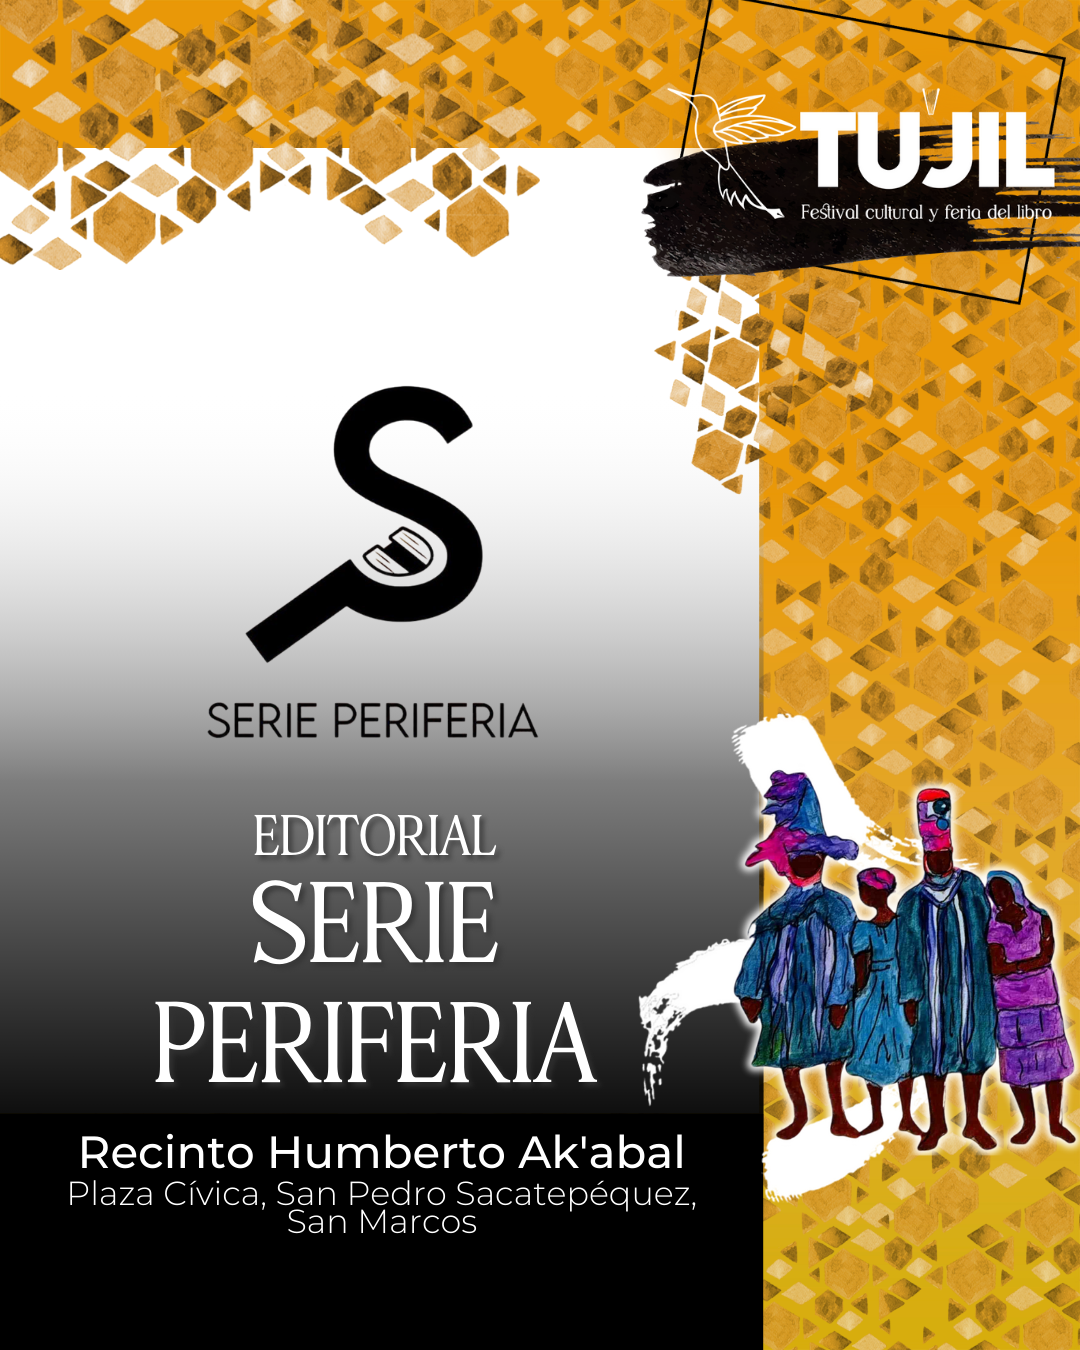 TUJIL
Festival cultural y feria del libro
SERIE PERIFERIA
EDITORIAL
SERIE
PERIFERIA
Recinto Humberto Ak'abal
Plaza Cívica, San Pedro Sacatepéquez,
San Marcos